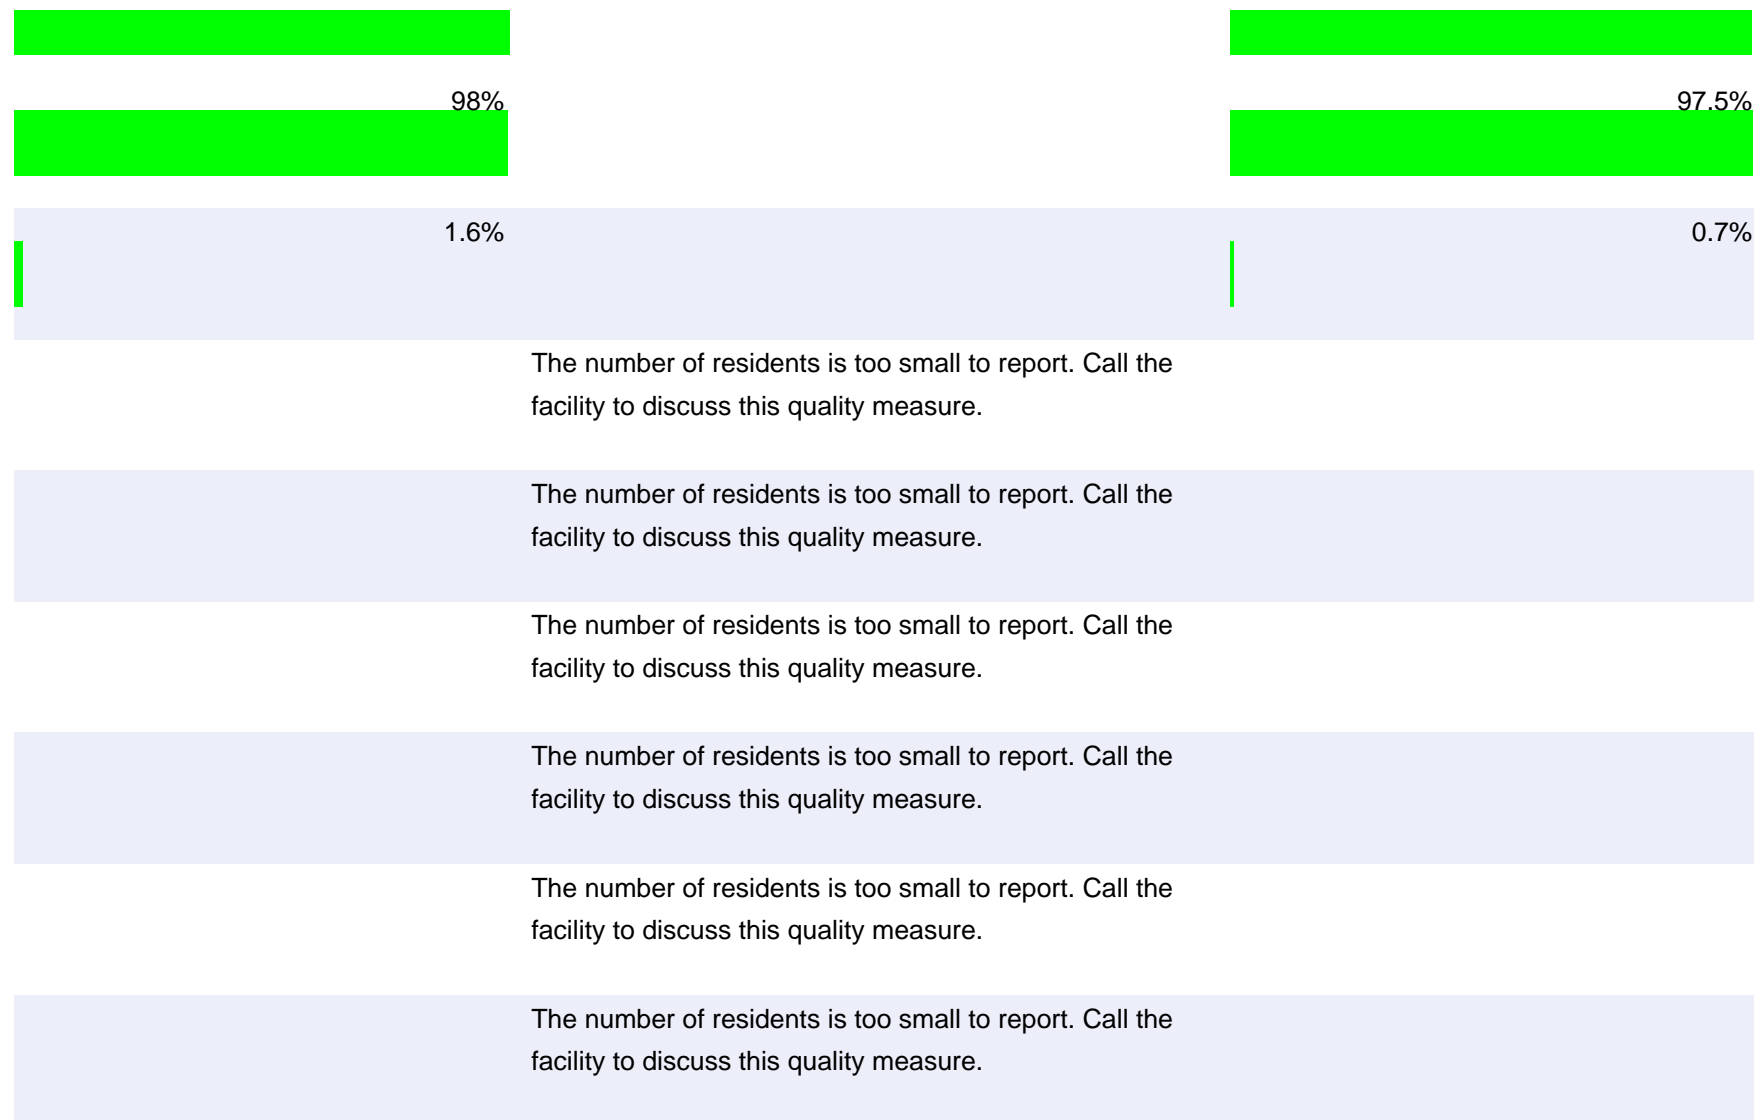 98%
97.5%
1.6%
0.7%
The number of residents is too small to report. Call the
facility to discuss this quality measure.
The number of residents is too small to report. Call the
facility to discuss this quality measure.
The number of residents is too small to report. Call the
facility to discuss this quality measure.
The number of residents is too small to report. Call the
facility to discuss this quality measure.
The number of residents is too small to report. Call the
facility to discuss this quality measure.
The number of residents is too small to report. Call the
facility to discuss this quality measure.